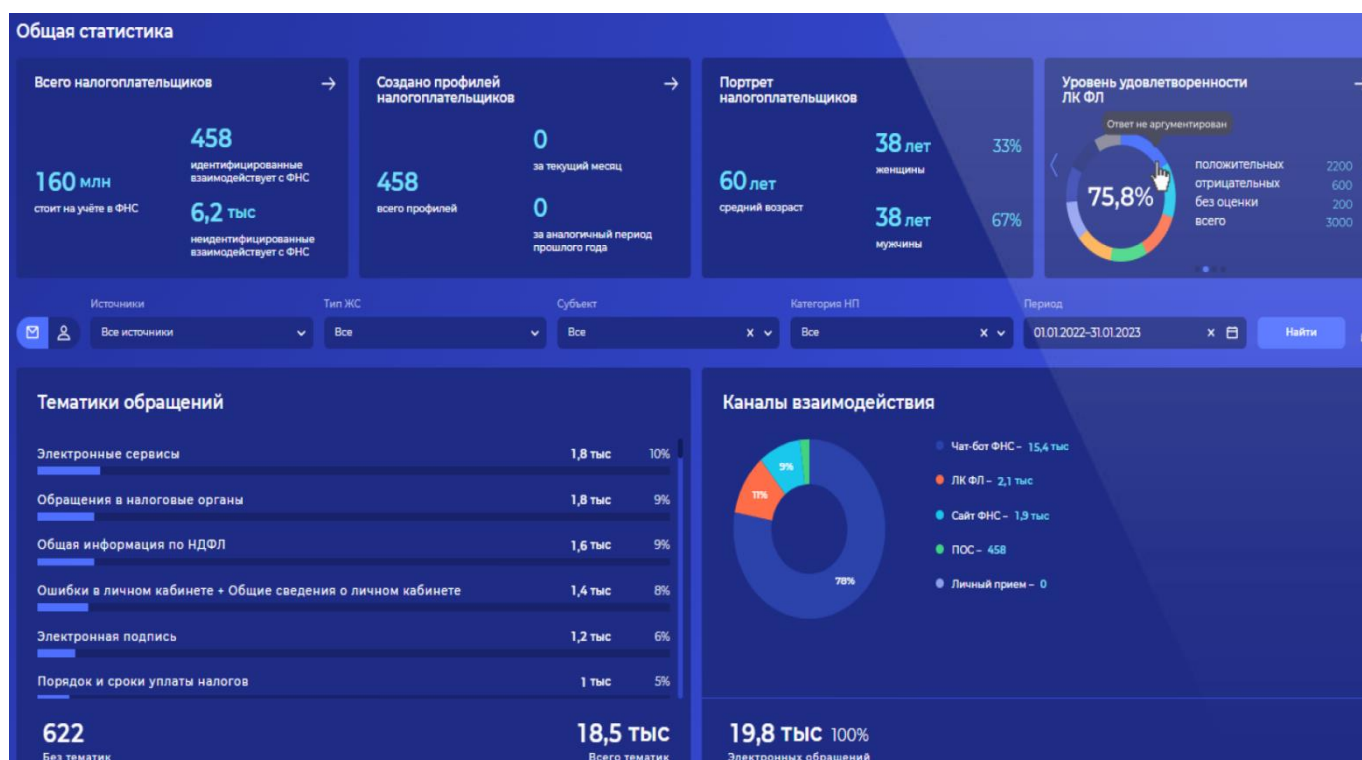 Общая статистика
Всего налогоплательщиков
160 млн
стоит на учёте в ФНС
458
идентифицированные
взаимодействует с ФНС
6,2 тыс
неидентифицированные
взаимодействует с ФНС
Создано профилей
налогоплательщиков
458
всего профилей
0
за текущий месяц
0
за аналогичный период
прошлого года
Портрет
налогоплательщиков
60 лет
средний возраст
38 лет 33%
женщины
38 лет 67%
мужчины
Уровень удовлетворенности
ЛК ФЛ
Ответ не аргументирован
75,8%
положительных 2200
отрицательных 600
без оценки 200
всего 3000
Источники
Все источники
Тип ЖС
Все
Субъект
Все
Категория НП
Все
Период
01.01.2022-31.01.2023
Найти
Тематики обращений
Электронные сервисы 1,8 тыс 10%
Обращения в налоговые органы 1,8 тыс 9%
Общая информация по НДФЛ 1,6 тыс 9%
Ошибки в личном кабинете + Общие сведения о личном кабинете 1,4 тыс 8%
Электронная подпись 1,2 тыс 6%
Порядок и сроки уплаты налогов 1 тыс 5%
622
Без тематик
18,5 тыс
Всего тематик
Каналы взаимодействия
9%
11%
78%
Чат-бот ФНС – 15,4 тыс
ЛК ФЛ – 2,1 тыс
Сайт ФНС – 1,9 тыс
ПОС – 458
Личный прием – 0
19,8 тыс 100%
Электронных обращений